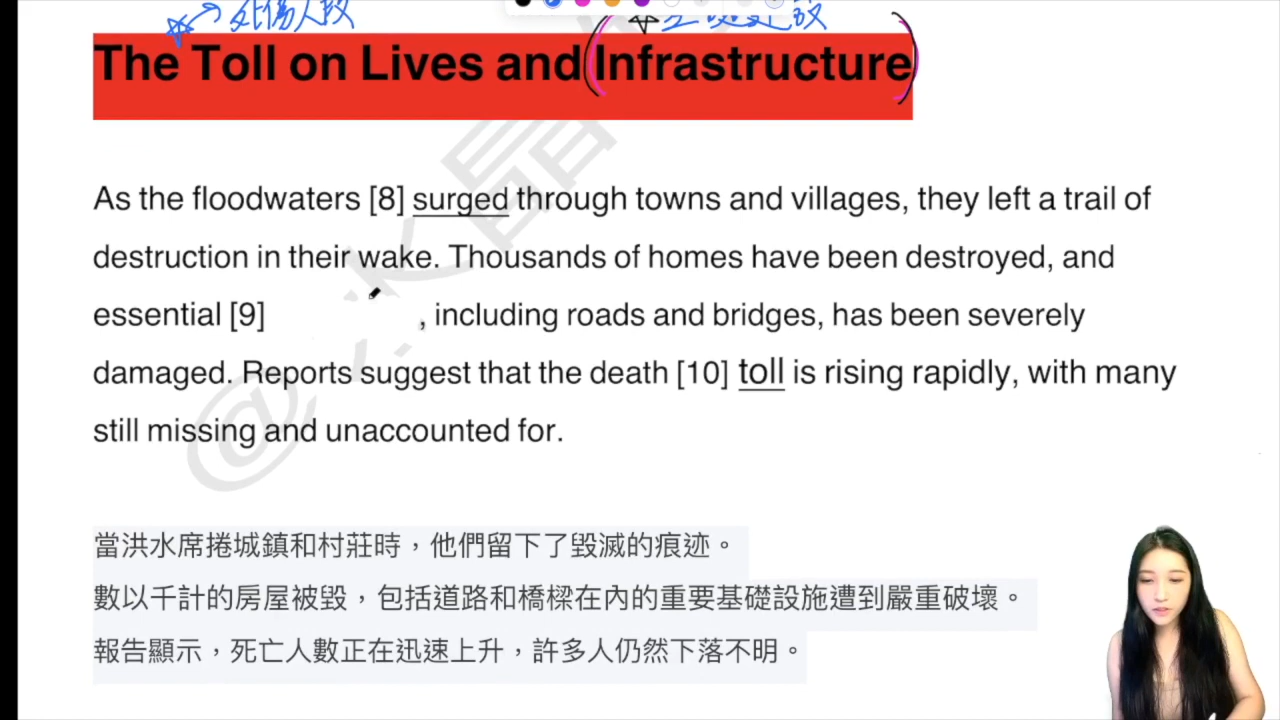 死傷人數
The Toll on Lives and (Infrastructure)
As the floodwaters [8] surged through towns and villages, they left a trail of
destruction in their wake. Thousands of homes have been destroyed, and
essential [9] , including roads and bridges, has been severely
damaged. Reports suggest that the death [10] toll is rising rapidly, with many
still missing and unaccounted for.
當洪水席捲城鎮和村莊時，他們留下了毀滅的痕迹。
數以千計的房屋被毀，包括道路和橋樑在內的重要基礎設施遭到嚴重破壞。
報告顯示，死亡人數正在迅速上升，許多人仍然下落不明。